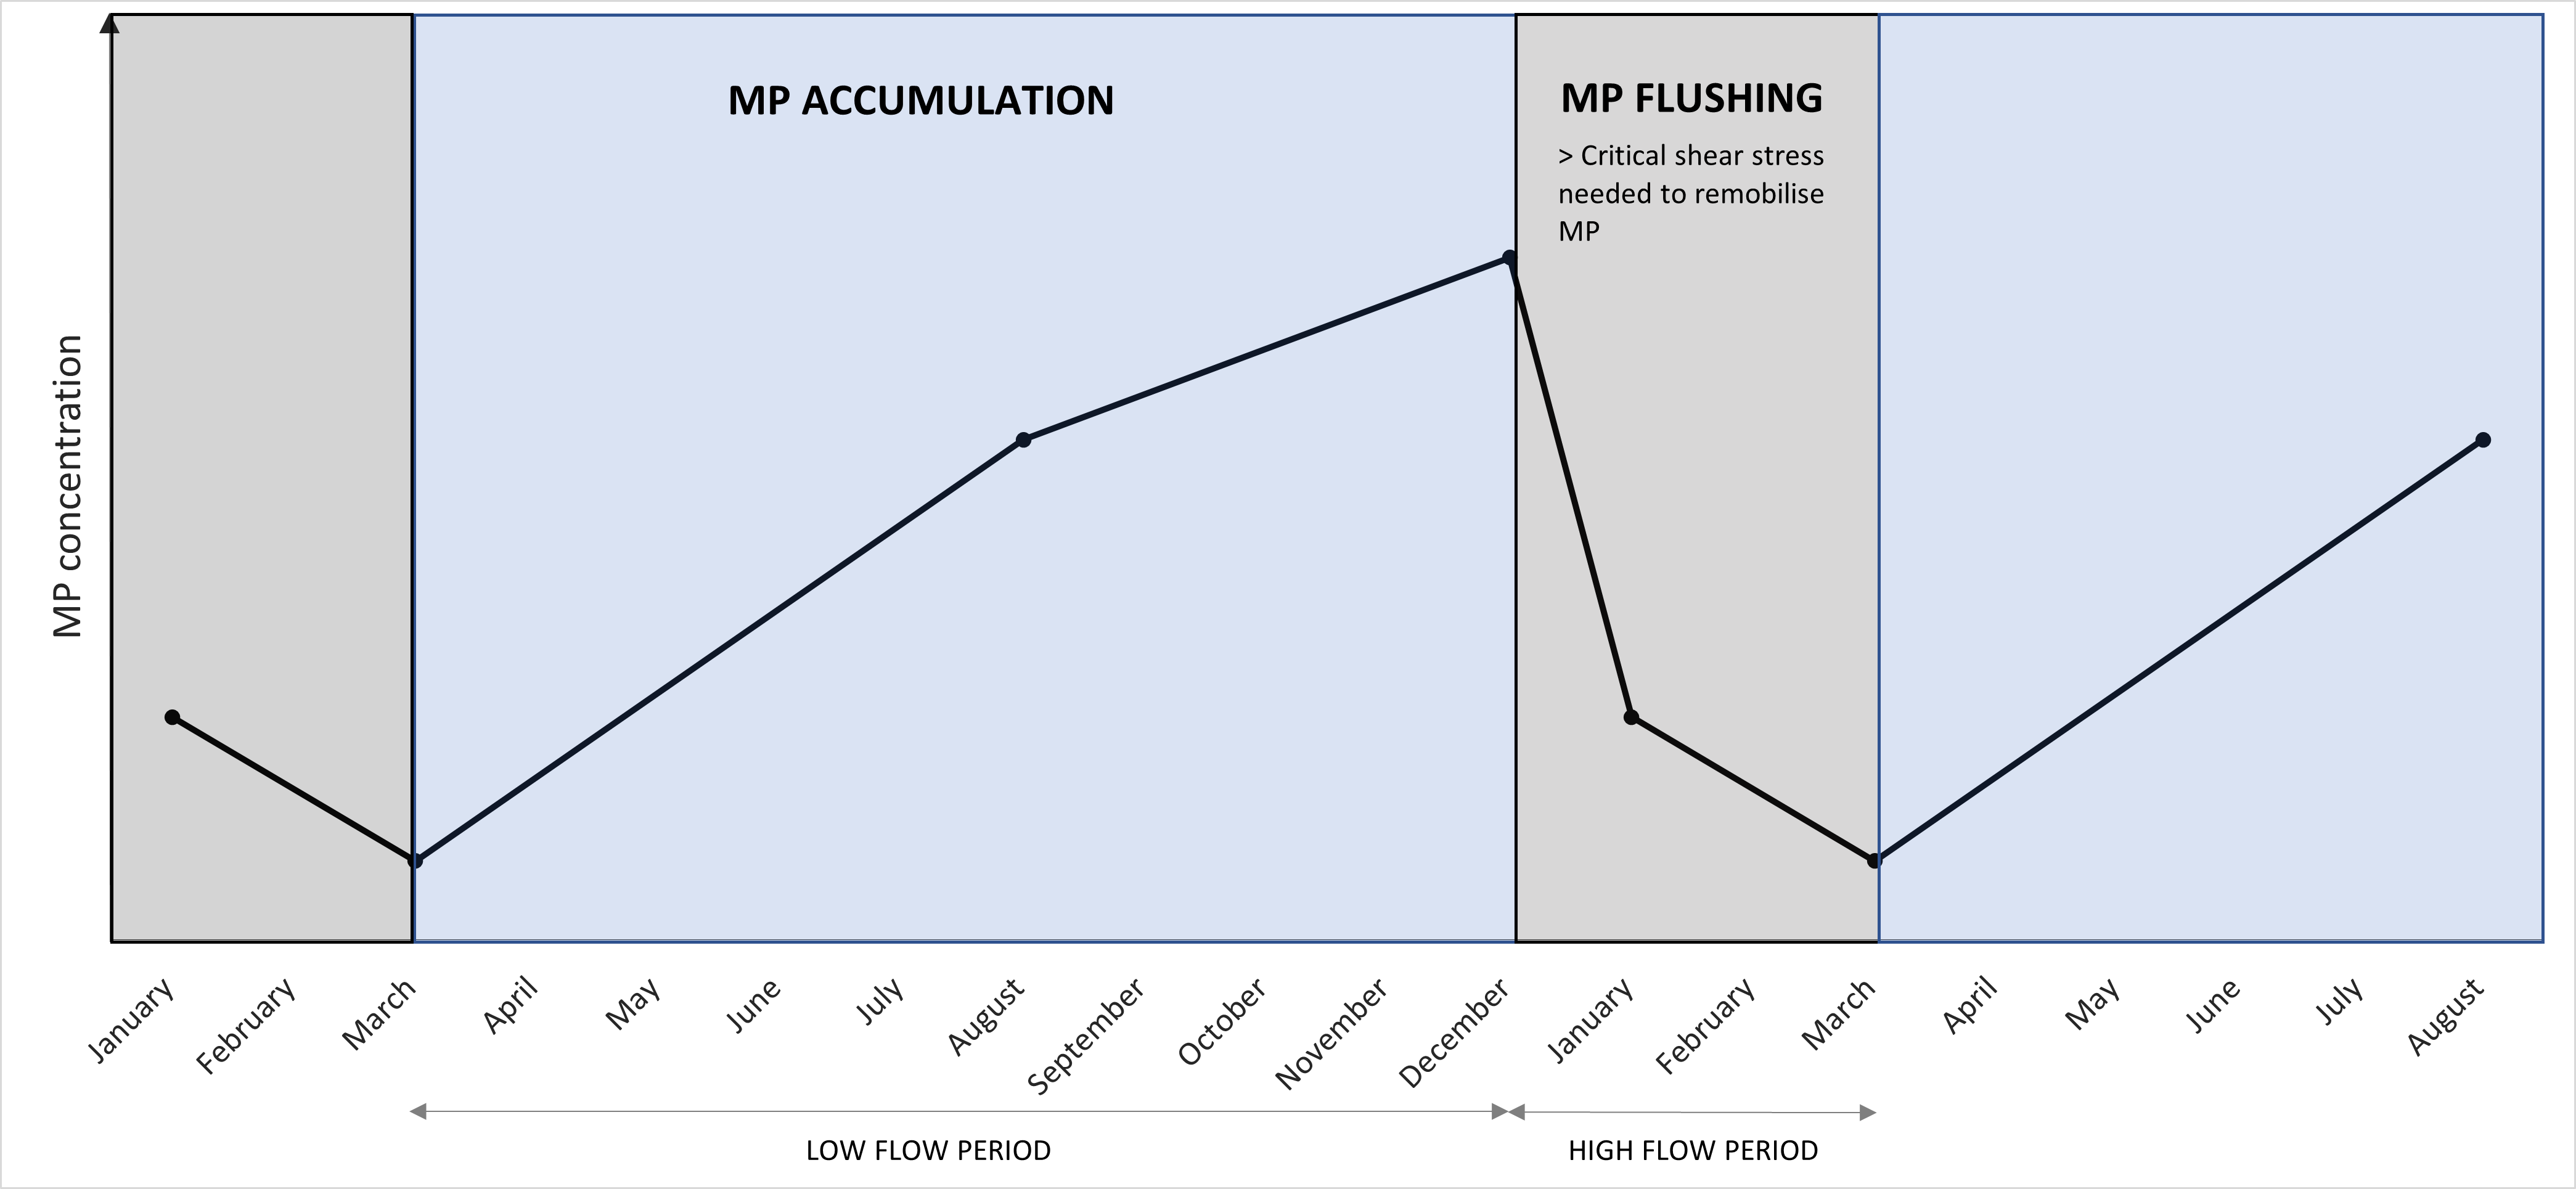 MP ACCUMULATION
MP FLUSHING
> Critical shear stress
needed to remobilise
MP
MP concentration
January
February
March
April
May
June
July
August
September
October
November
December
January
February
March
April
May
June
July
August
LOW FLOW PERIOD
HIGH FLOW PERIOD